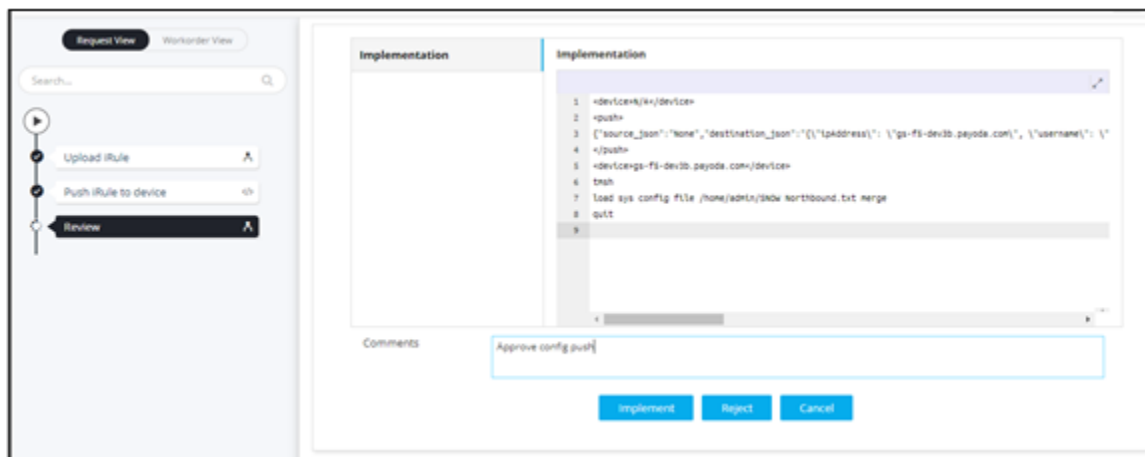 Request View
Workorder View
Search...
Upload iRule
Push iRule to device
Review
Implementation
Implementation
1 <device>N/A</device>
2 <push>
3 {"source_json":"None","destination_json":"{\"ipAddress\": \"gs-f5-dev3b.payoda.com\", \"username\": \"
4 </push>
5 <device>gs-f5-dev3b.payoda.com</device>
6 tmsh
7 load sys config file /home/admin/SNOW Northbound.txt merge
8 quit
9
Comments
Approve config push
Implement
Reject
Cancel